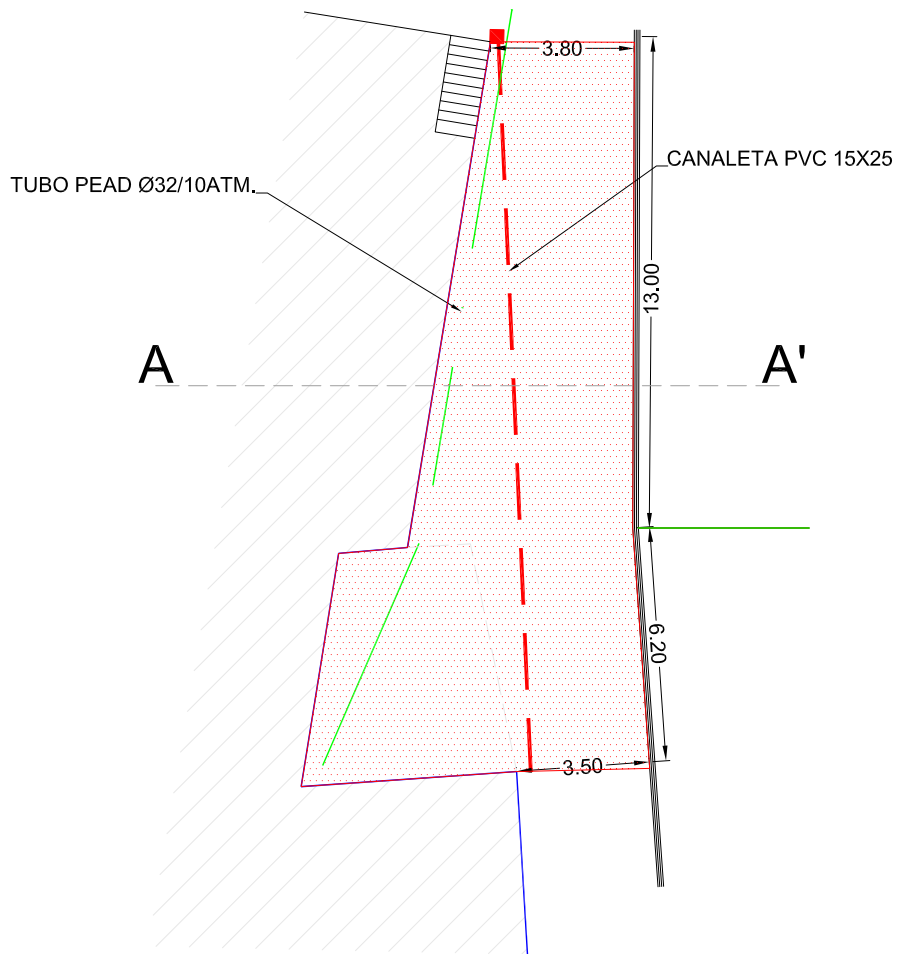 3.80
CANALETA PVC 15X25
TUBO PEAD Ø32/10ATM.
13.00
A
A'
6.20
3.50